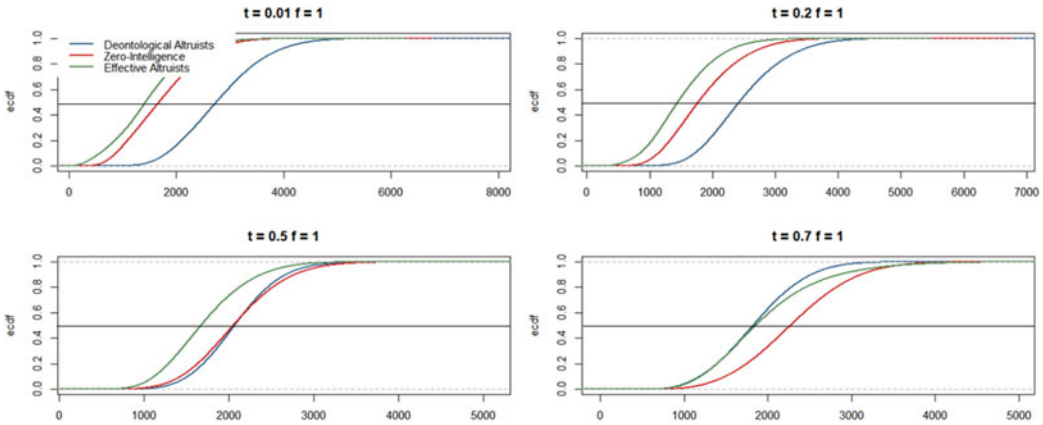 t = 0.01 f = 1
ecdf
0.0 0.2 0.4 0.6 0.8 1.0
Deontological Altruists
Zero-Intelligence
Effective Altruists
0 2000 4000 6000 8000
t = 0.2 f = 1
ecdf
0.0 0.2 0.4 0.6 0.8 1.0
0 1000 2000 3000 4000 5000 6000 7000
t = 0.5 f = 1
ecdf
0.0 0.2 0.4 0.6 0.8 1.0
0 1000 2000 3000 4000 5000
t = 0.7 f = 1
ecdf
0.0 0.2 0.4 0.6 0.8 1.0
0 1000 2000 3000 4000 5000